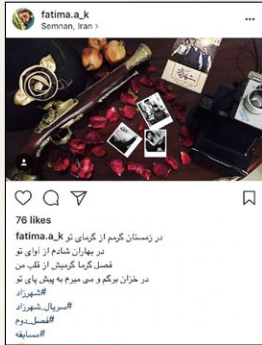 fatima.a_k
Semnan, Iran >
76 likes
fatima.a_k در زمستان گرمم از گرمای تو
در بهاران شادم از آوای تو
فصل گرما گرمیش از قلب من
در خزان برگم و می میرم به پیش پای تو
#شهرزاد
#سریال_شهرزاد
#فصل_دوم
#مسابقه